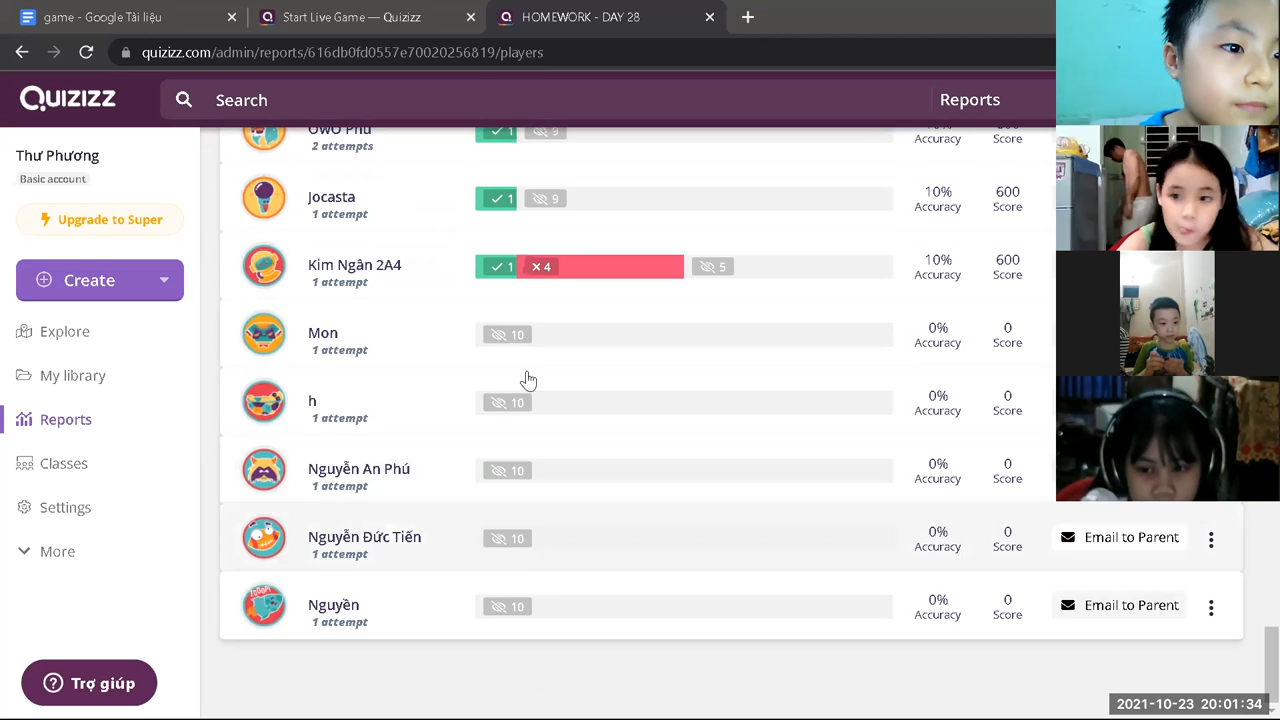 game - Google Tài liệu
Start Live Game — Quizizz
HOMEWORK - DAY 28
quizizz.com/admin/reports/616db0fd0557e70020256819/players
QUIZIZZ
Search
Reports
Thư Phương
Basic account
Upgrade to Super
Create
Explore
My library
Reports
Classes
Settings
More
Trợ giúp
OwO Phú
2 attempts
1
9
Accuracy
Score
Jocasta
1 attempt
1
9
10%
Accuracy
600
Score
Kim Ngân 2A4
1 attempt
1
4
5
10%
Accuracy
600
Score
Mon
1 attempt
10
0%
Accuracy
0
Score
h
1 attempt
10
0%
Accuracy
0
Score
Nguyễn An Phú
1 attempt
10
0%
Accuracy
0
Score
Nguyễn Đức Tiến
1 attempt
10
0%
Accuracy
0
Score
Email to Parent
Nguyễn
1 attempt
10
0%
Accuracy
0
Score
Email to Parent
2021-10-23 20:01:34